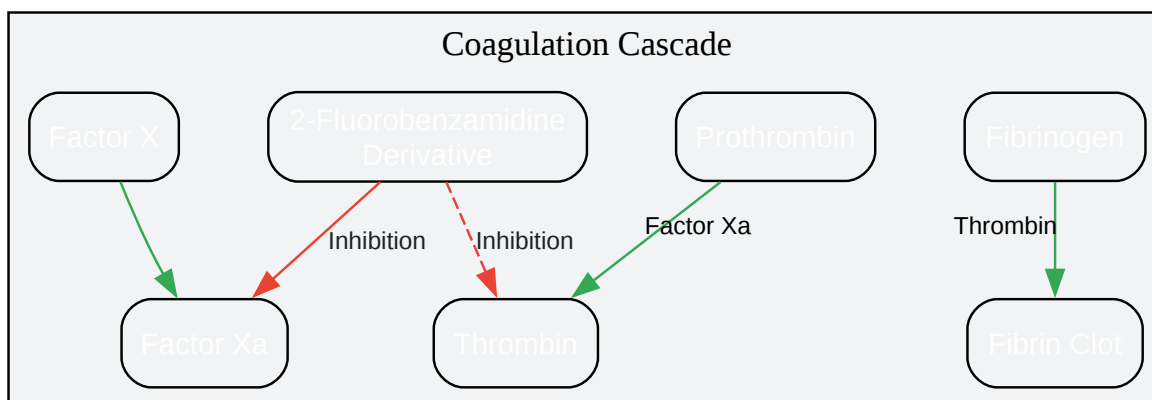 Coagulation Cascade
Factor X
2-Fluorobenzamidine
Derivative
Prothrombin
Fibrinogen
Inhibition
Inhibition
Factor Xa
Thrombin
Factor Xa
Thrombin
Fibrin Clot